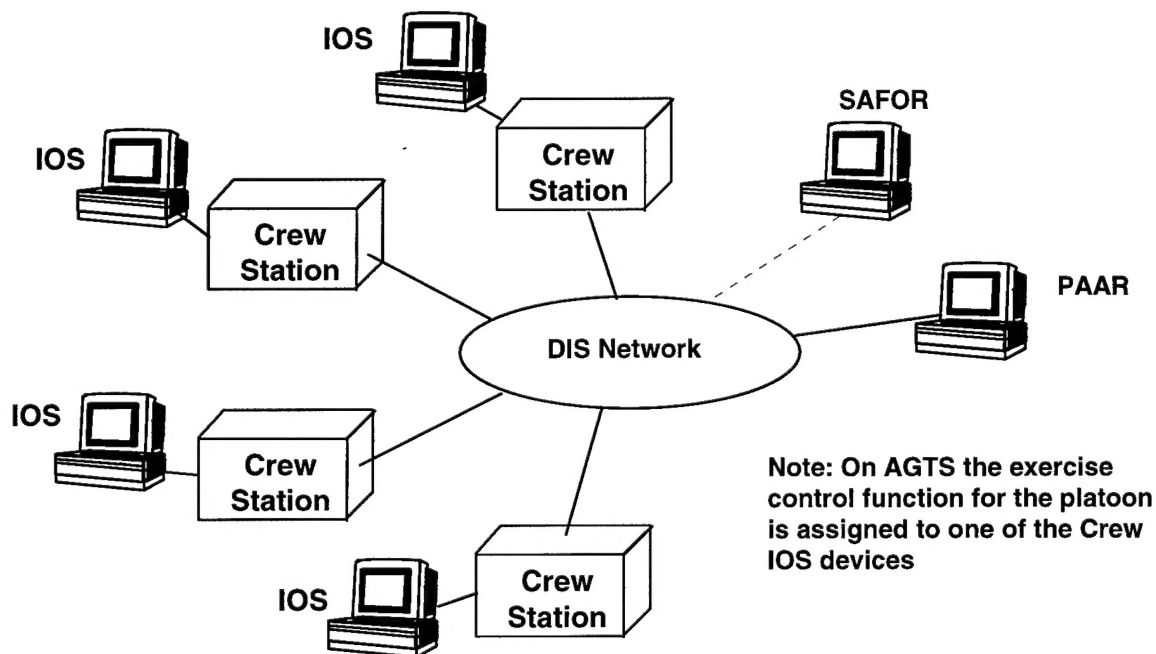 IOS
SAFOR
IOS
Crew
Station
Crew
Station
PAAR
DIS Network
IOS
Crew
Station
Note: On AGTS the exercise
control function for the platoon
is assigned to one of the Crew
IOS devices
IOS
Crew
Station